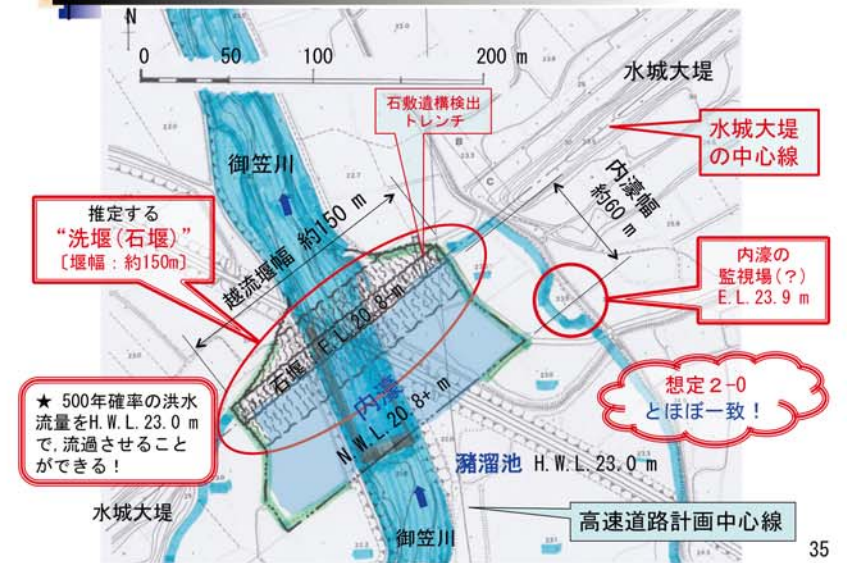 N
0 50 100 200 m
水城大堤
石敷遺構検出
トレンチ
水城大堤
の中心線
御笠川
内濠幅
約60 m
推定する
“洗堰(石堰)”
〔堰幅：約150m〕
越流堰幅 約150 m
B
C
内濠の
監視場(？)
E.L.23.9 m
石堰：E.L.20.8 m
内濠
N.W.L.20.8+ m
★ 500年確率の洪水
流量をH.W.L.23.0 m
で,流過させること
ができる！
想定２-０
とほぼ一致！
瀦溜池 H.W.L.23.0 m
水城大堤
御笠川
高速道路計画中心線
35